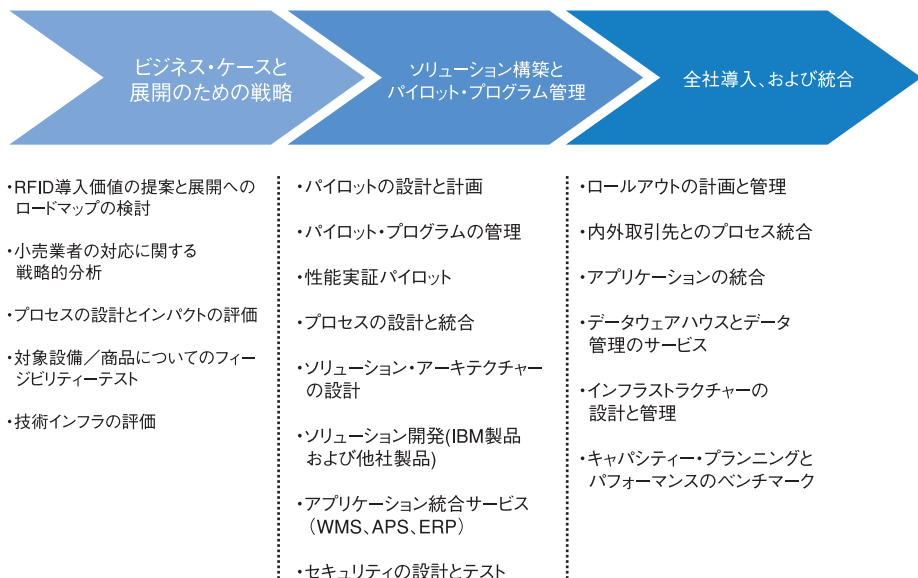 ビジネス・ケースと
展開のための戦略
ソリューション構築と
パイロット・プログラム管理
全社導入、および統合
・RFID導入価値の提案と展開への
ロードマップの検討
・小売業者の対応に関する
戦略的分析
・プロセスの設計とインパクトの評価
・対象設備／商品についてのフィー
ジビリティーテスト
・技術インフラの評価
・パイロットの設計と計画
・パイロット・プログラムの管理
・性能実証パイロット
・プロセスの設計と統合
・ソリューション・アーキテクチャー
の設計
・ソリューション開発(IBM製品
および他社製品)
・アプリケーション統合サービス
（WMS、APS、ERP）
・セキュリティの設計とテスト
・ロールアウトの計画と管理
・内外取引先とのプロセス統合
・アプリケーションの統合
・データウェアハウスとデータ
管理のサービス
・インフラストラクチャーの
設計と管理
・キャパシティー・プランニングと
パフォーマンスのベンチマーク